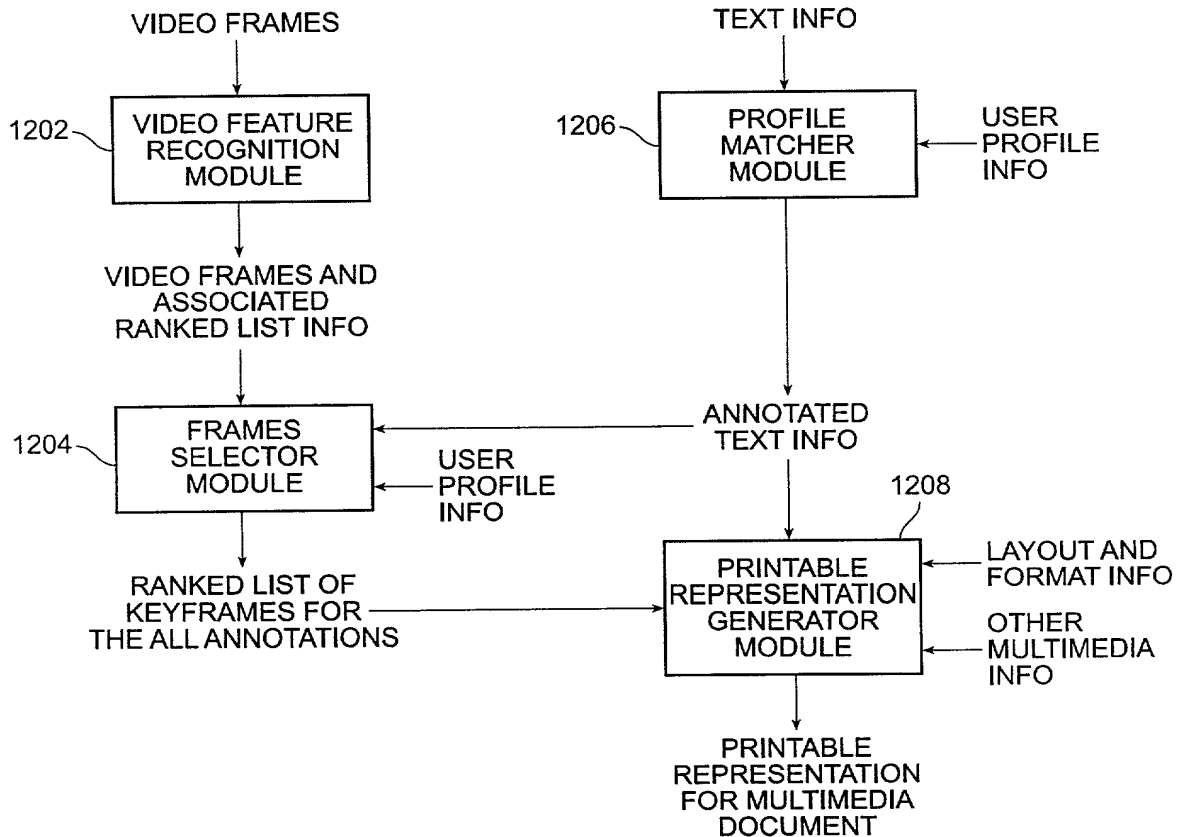 VIDEO FRAMES
TEXT INFO
1202
VIDEO FEATURE
RECOGNITION
MODULE
1206
PROFILE
MATCHER
MODULE
USER
PROFILE
INFO
VIDEO FRAMES AND
ASSOCIATED
RANKED LIST INFO
1204
FRAMES
SELECTOR
MODULE
ANNOTATED
TEXT INFO
USER
PROFILE
INFO
1208
RANKED LIST OF
KEYFRAMES FOR
THE ALL ANNOTATIONS
PRINTABLE
REPRESENTATION
GENERATOR
MODULE
LAYOUT AND
FORMAT INFO
OTHER
MULTIMEDIA
INFO
PRINTABLE
REPRESENTATION
FOR MULTIMEDIA
DOCUMENT